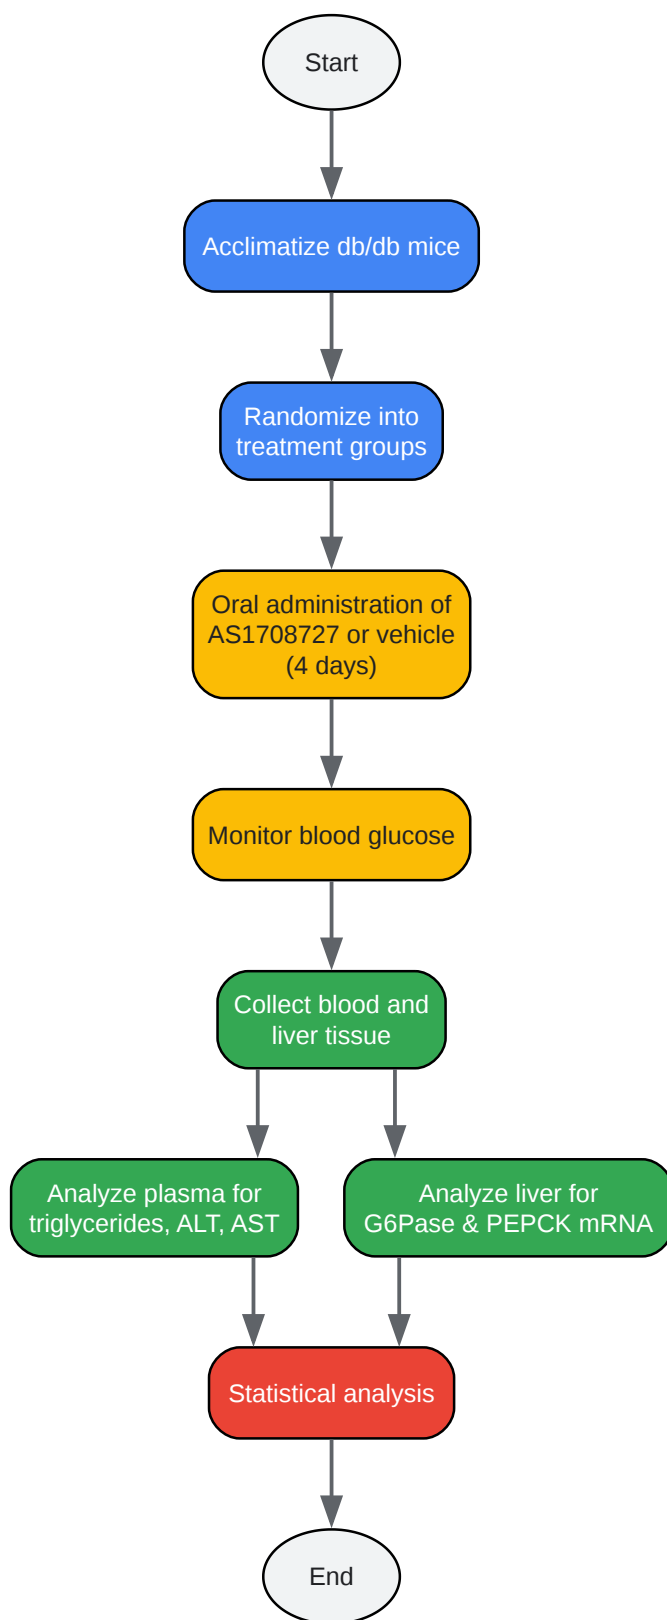 Start
Acclimatize db/db mice
Randomize into
treatment groups
Oral administration of
AS1708727 or vehicle
(4 days)
Monitor blood glucose
Collect blood and
liver tissue
Analyze plasma for
triglycerides, ALT, AST
Analyze liver for
G6Pase & PEPCK mRNA
Statistical analysis
End